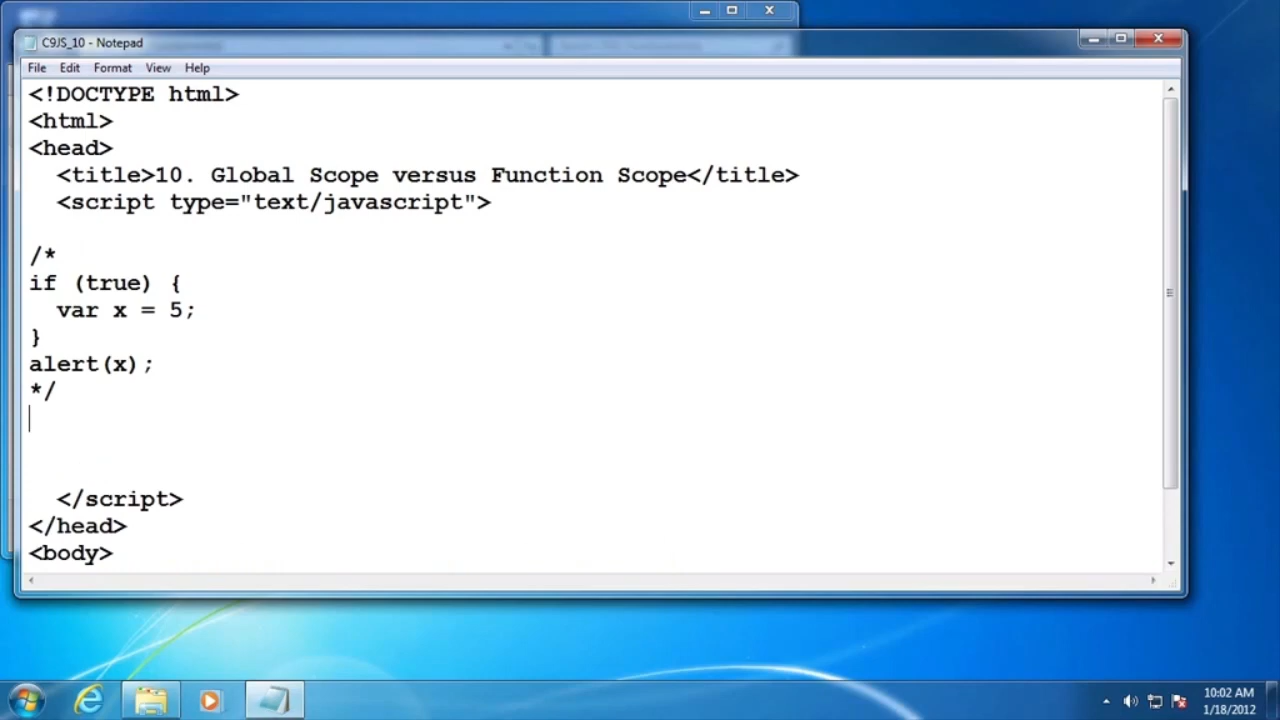 C9JS_10 - Notepad
File Edit Format View Help
<!DOCTYPE html>
<html>
<head>
  <title>10. Global Scope versus Function Scope</title>
  <script type="text/javascript">
/*
if (true) {
  var x = 5;
}
alert(x);
*/
  </script>
</head>
<body>
10:02 AM
1/18/2012